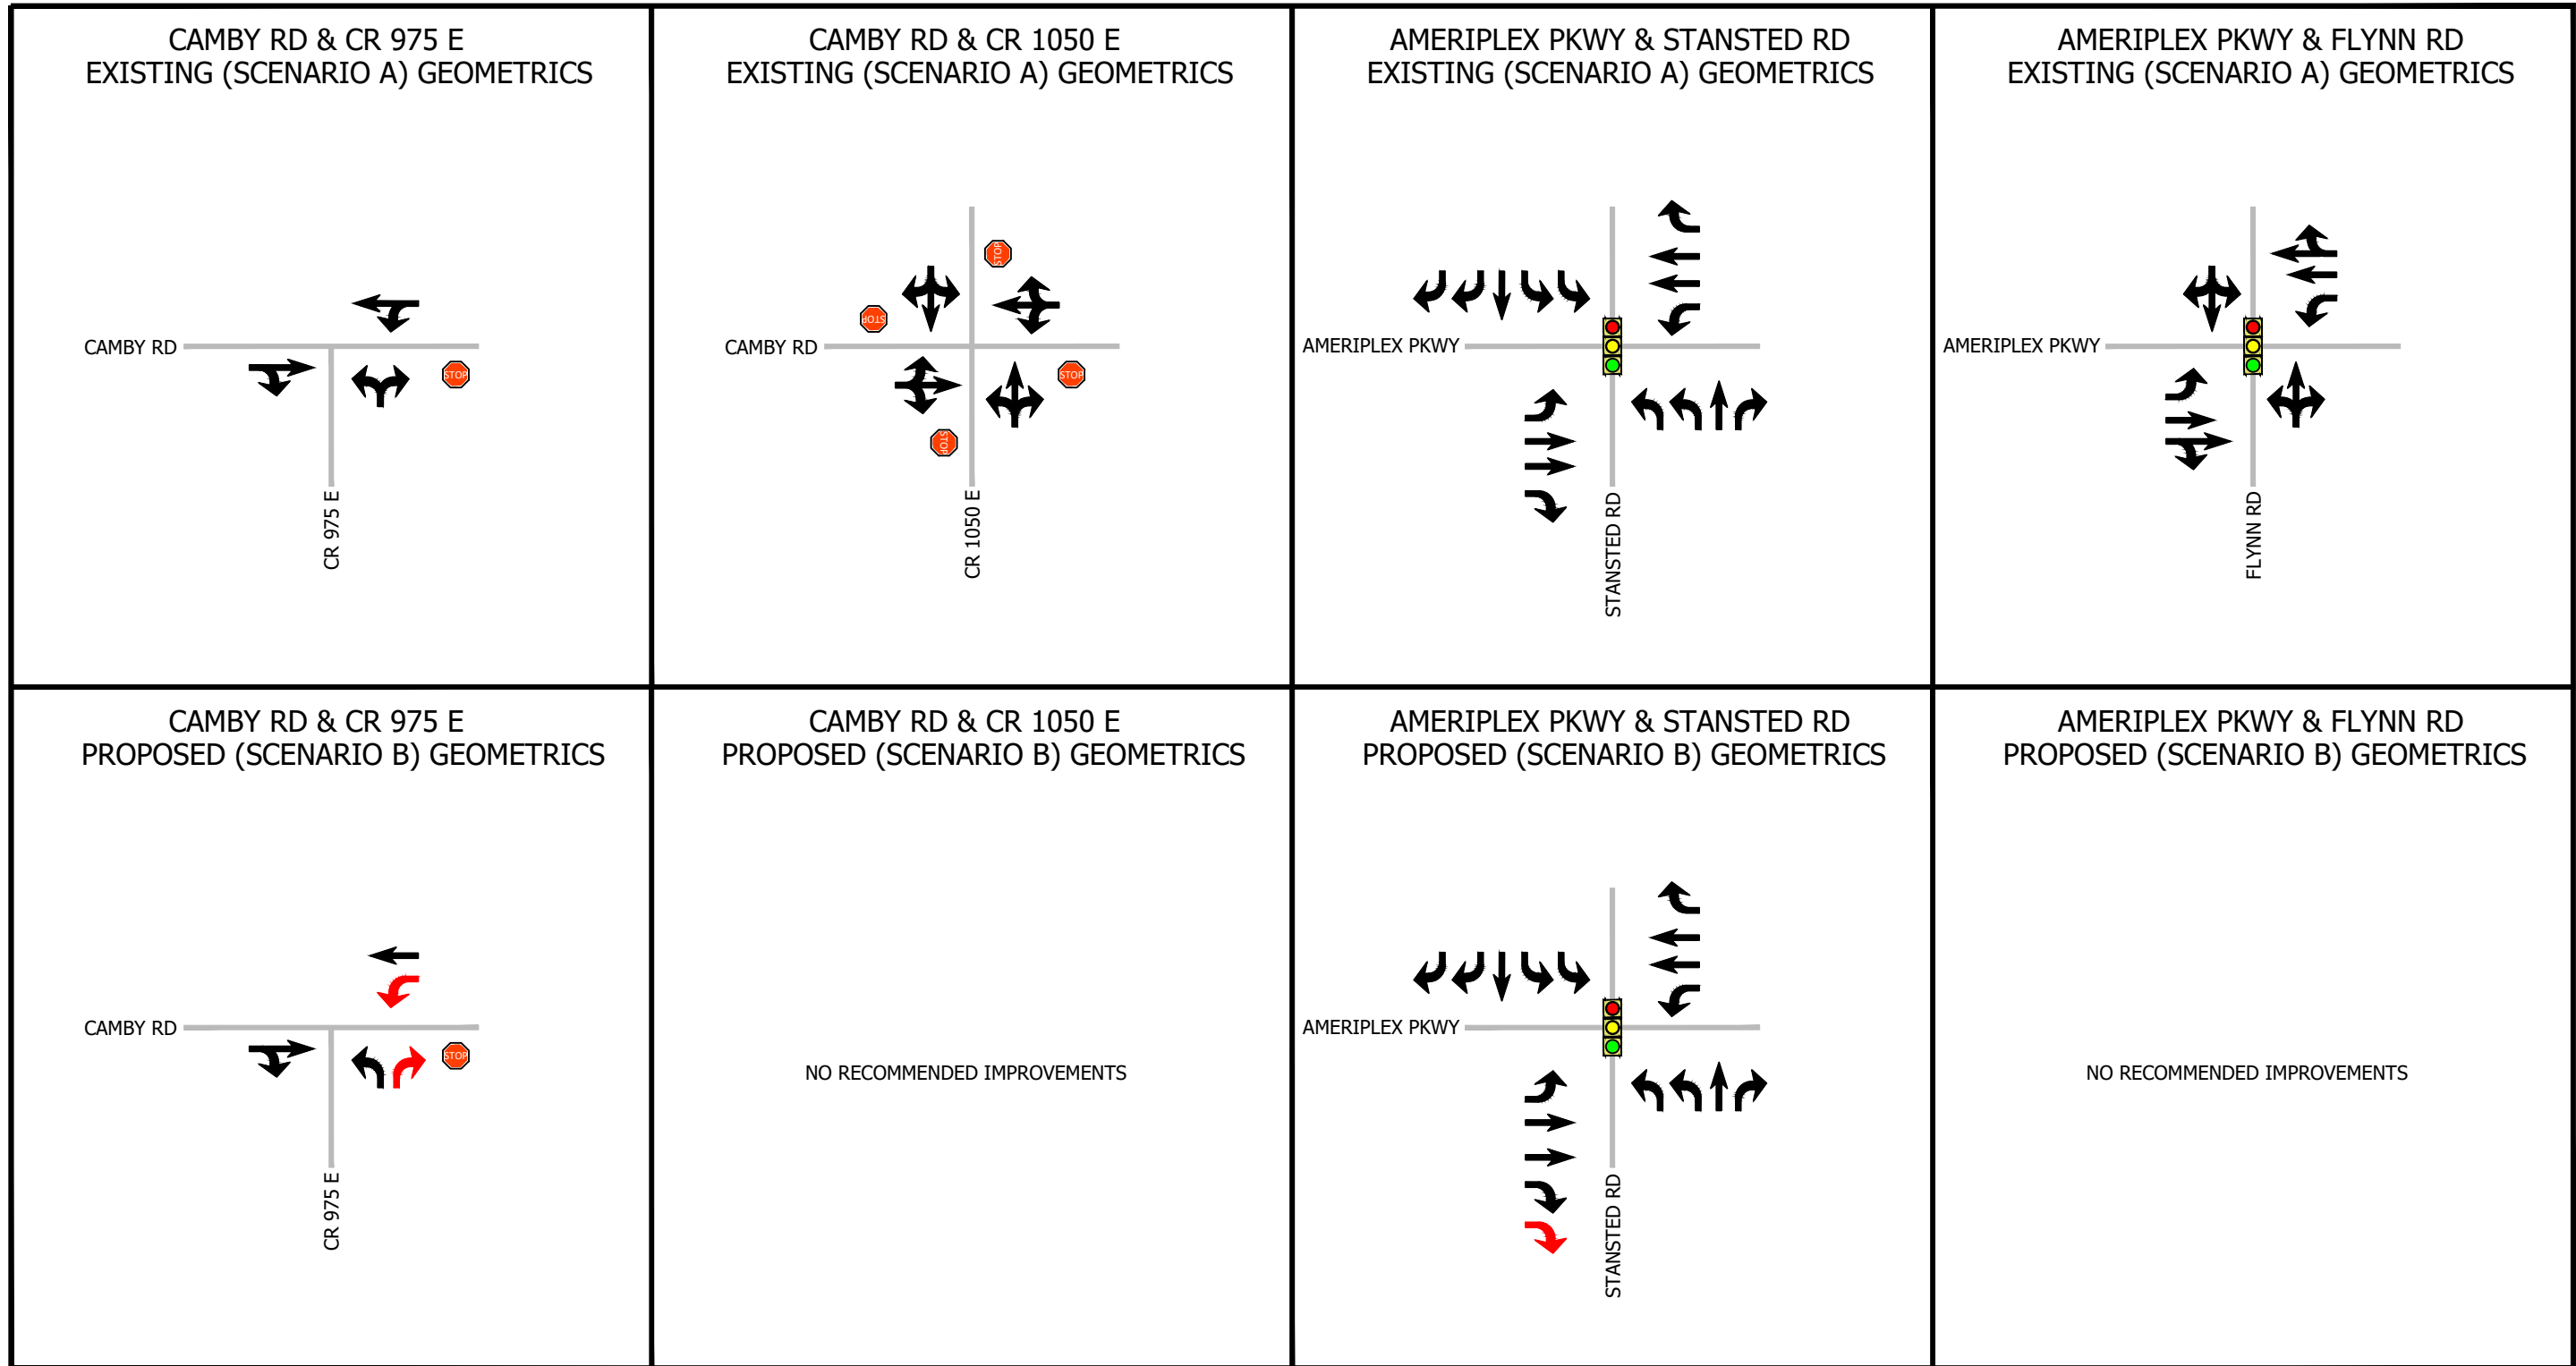 CAMBY RD & CR 975 E
EXISTING (SCENARIO A) GEOMETRICS
CAMBY RD
STOP
CR 975 E
CAMBY RD & CR 1050 E
EXISTING (SCENARIO A) GEOMETRICS
STOP
STOP
CAMBY RD
STOP
STOP
CR 1050 E
AMERIPLEX PKWY & STANSTED RD
EXISTING (SCENARIO A) GEOMETRICS
AMERIPLEX PKWY
STANSTED RD
AMERIPLEX PKWY & FLYNN RD
EXISTING (SCENARIO A) GEOMETRICS
AMERIPLEX PKWY
FLYNN RD
CAMBY RD & CR 975 E
PROPOSED (SCENARIO B) GEOMETRICS
CAMBY RD
STOP
CR 975 E
CAMBY RD & CR 1050 E
PROPOSED (SCENARIO B) GEOMETRICS
NO RECOMMENDED IMPROVEMENTS
AMERIPLEX PKWY & STANSTED RD
PROPOSED (SCENARIO B) GEOMETRICS
AMERIPLEX PKWY
STANSTED RD
AMERIPLEX PKWY & FLYNN RD
PROPOSED (SCENARIO B) GEOMETRICS
NO RECOMMENDED IMPROVEMENTS